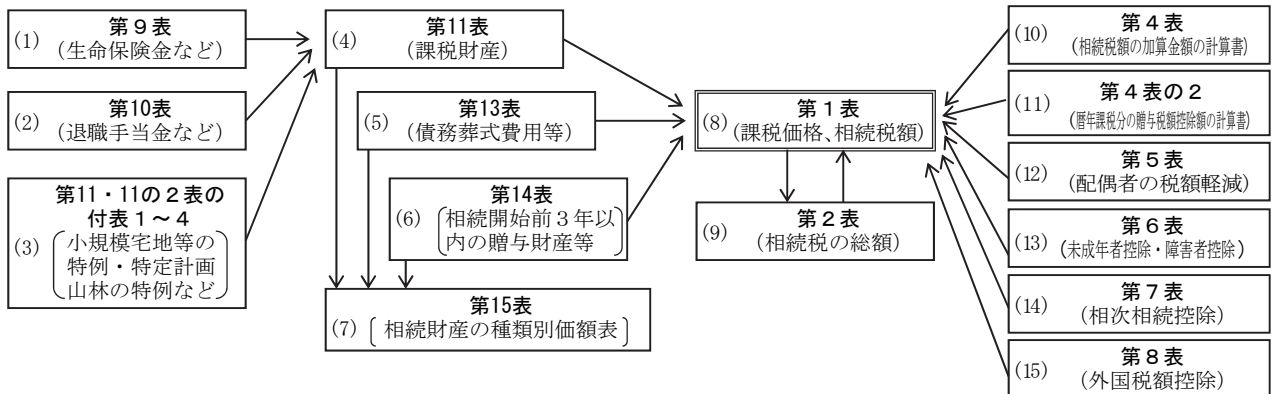 (1)
第９表
(生命保険金など)
(2)
第10表
(退職手当金など)
(3)
第11・11の２表の
付表１～４
小規模宅地等の
特例・特定計画
山林の特例など
(4)
第11表
(課税財産)
(5)
第13表
(債務葬式費用等)
(6)
第14表
相続開始前３年以
内の贈与財産等
(7)
第15表
相続財産の種類別価額表
(8)
第１表
(課税価格、相続税額)
(9)
第２表
(相続税の総額)
(10)
第４表
(相続税額の加算金額の計算書)
(11)
第４表の２
(暦年課税分の贈与税額控除額の計算書)
(12)
第５表
(配偶者の税額軽減)
(13)
第６表
(未成年者控除・障害者控除)
(14)
第７表
(相次相続控除)
(15)
第８表
(外国税額控除)